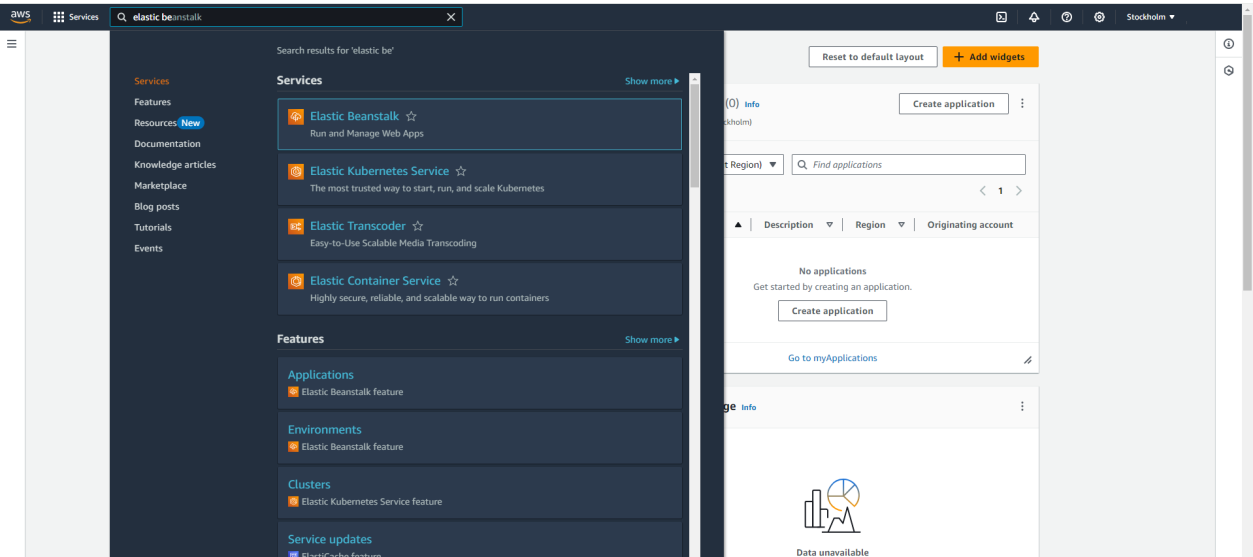 aws
Services
elastic beanstalk
Stockholm
Search results for 'elastic be'
Services
Features
Resources New
Documentation
Knowledge articles
Marketplace
Blog posts
Tutorials
Events
Services
Show more
Elastic Beanstalk
Run and Manage Web Apps
Elastic Kubernetes Service
The most trusted way to start, run, and scale Kubernetes
Elastic Transcoder
Easy-to-Use Scalable Media Transcoding
Elastic Container Service
Highly secure, reliable, and scalable way to run containers
Features
Show more
Applications
Elastic Beanstalk feature
Environments
Elastic Beanstalk feature
Clusters
Elastic Kubernetes Service feature
Service updates
ElastiCache feature
Reset to default layout
+ Add widgets
(0) Info
Create application
Region)
Find applications
1
Description
Region
Originating account
No applications
Get started by creating an application.
Create application
Go to myApplications
Info
Data unavailable